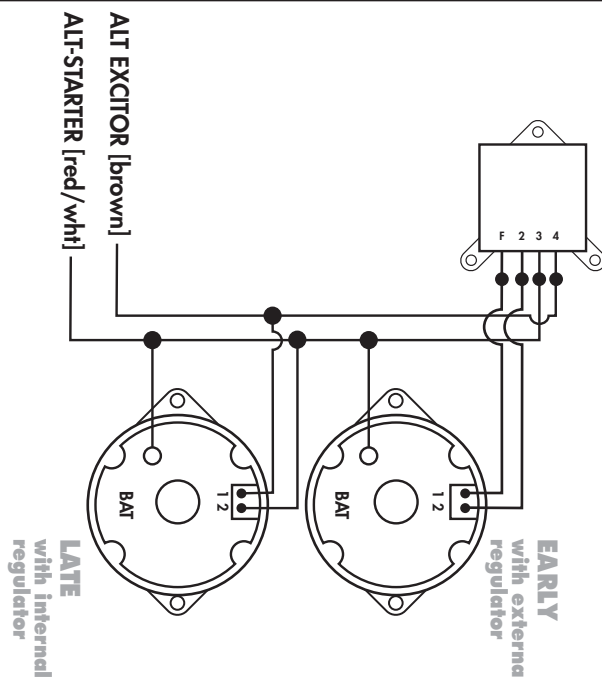 ALT EXCITOR [brown]
ALT-STARTER [red/wht]
F 2 3 4
BAT
1 2
BAT
1 2
EARLY
with externa
regulator
LATE
with internal
regulator